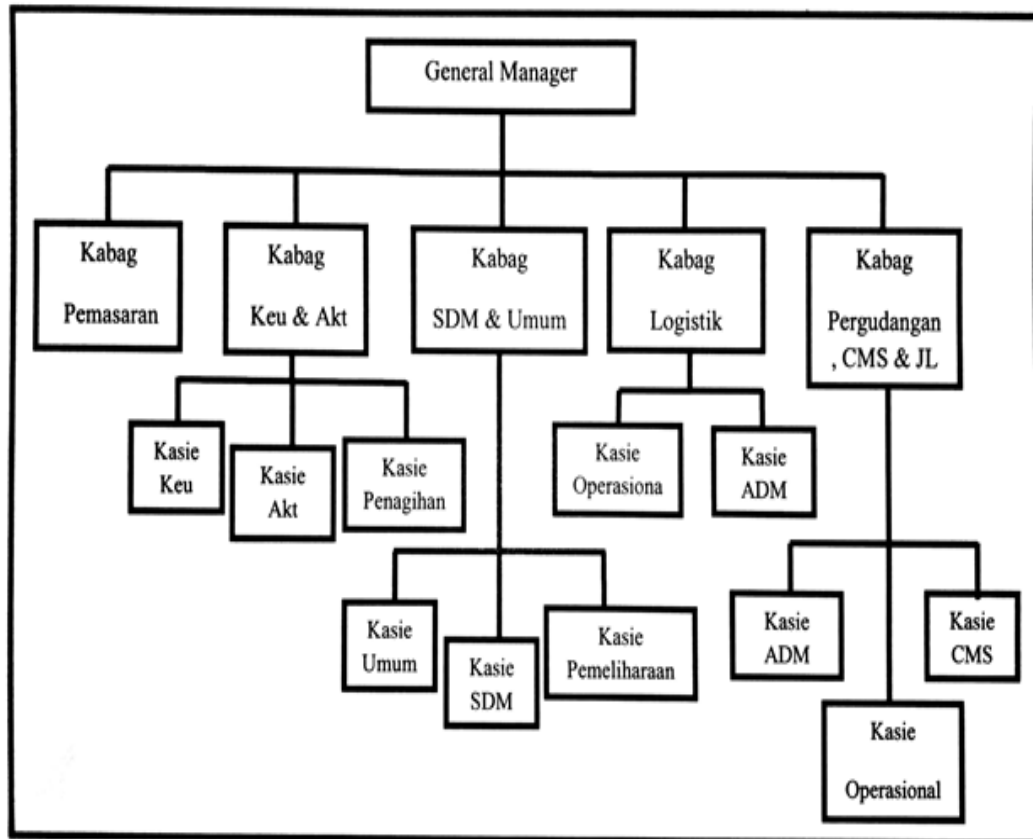 General Manager
Kabag
Pemasaran
Kabag
Keu & Akt
Kabag
SDM & Umum
Kabag
Logistik
Kabag
Pergudangan
, CMS & JL
Kasie
Keu
Kasie
Akt
Kasie
Penagihan
Kasie
Operasiona
Kasie
ADM
Kasie
Umum
Kasie
SDM
Kasie
Pemeliharaan
Kasie
ADM
Kasie
CMS
Kasie
Operasional